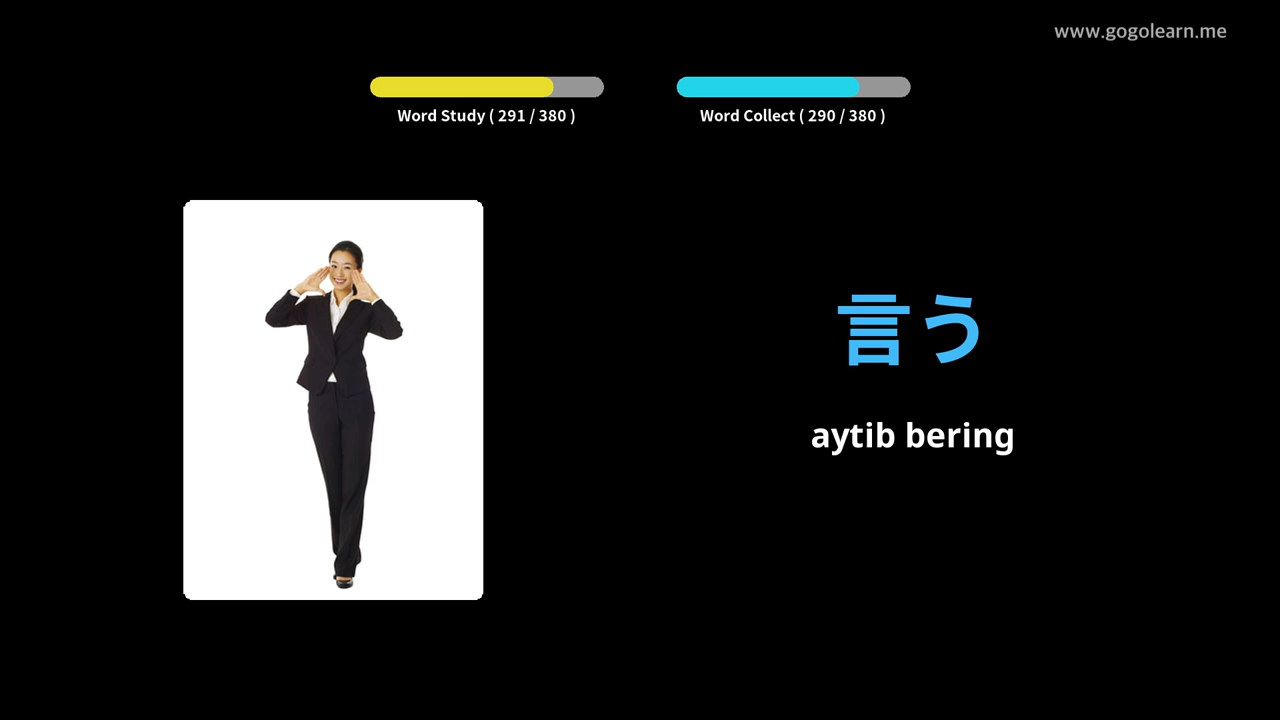 www.gogolearn.me
Word Study ( 291 / 380 )
Word Collect ( 290 / 380 )
言う
aytib bering